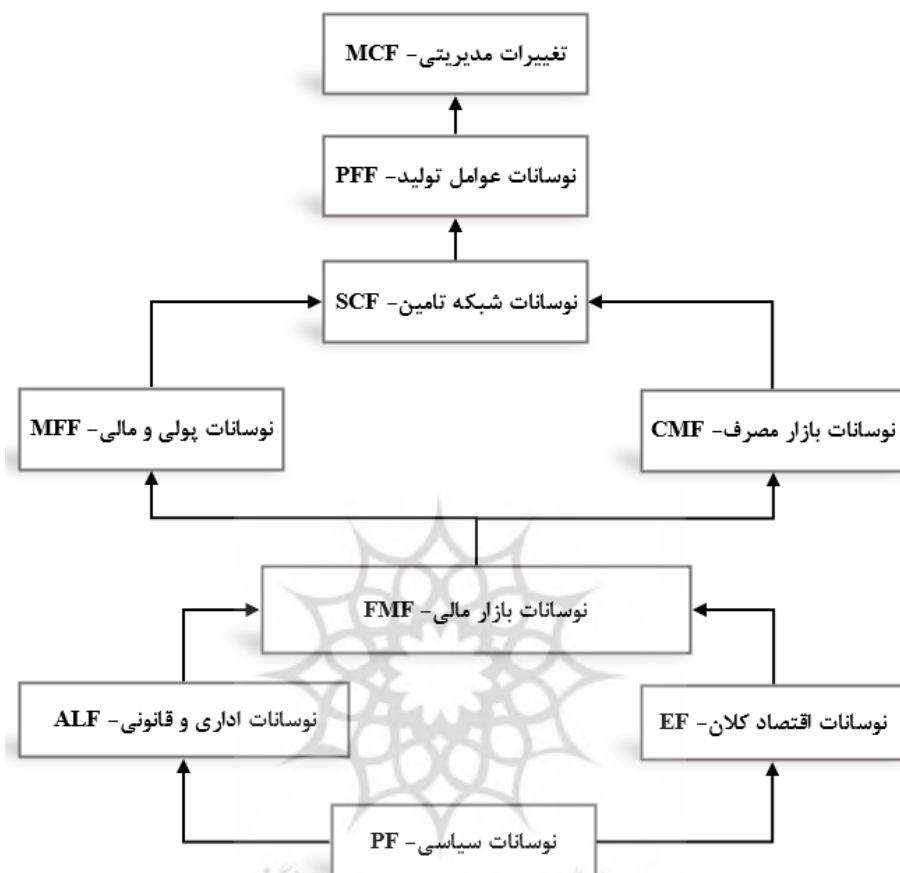 تغییرات مدیریتی- MCF
نوسانات عوامل تولید- PFF
نوسانات شبکه تامین- SCF
نوسانات بازار مصرف- CMF
نوسانات پولی و مالی- MFF
نوسانات بازار مالی- FMF
نوسانات اقتصاد کلان- EF
نوسانات اداری و قانونی- ALF
نوسانات سیاسی- PF